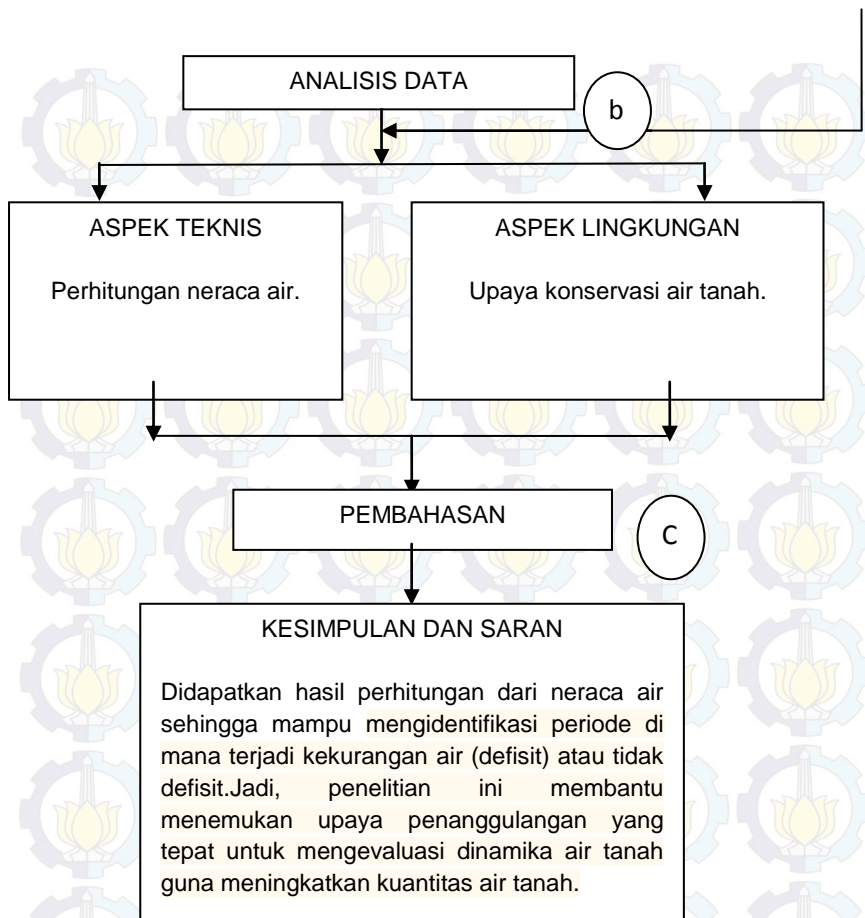 ANALISIS DATA
b
ASPEK TEKNIS
Perhitungan neraca air.
ASPEK LINGKUNGAN
Upaya konservasi air tanah.
PEMBAHASAN
C
KESIMPULAN DAN SARAN
Didapatkan hasil perhitungan dari neraca air
sehingga mampu mengidentifikasi periode di
mana terjadi kekurangan air (defisit) atau tidak
defisit.Jadi, penelitian ini membantu
menemukan upaya penanggulangan yang
tepat untuk mengevaluasi dinamika air tanah
guna meningkatkan kuantitas air tanah.